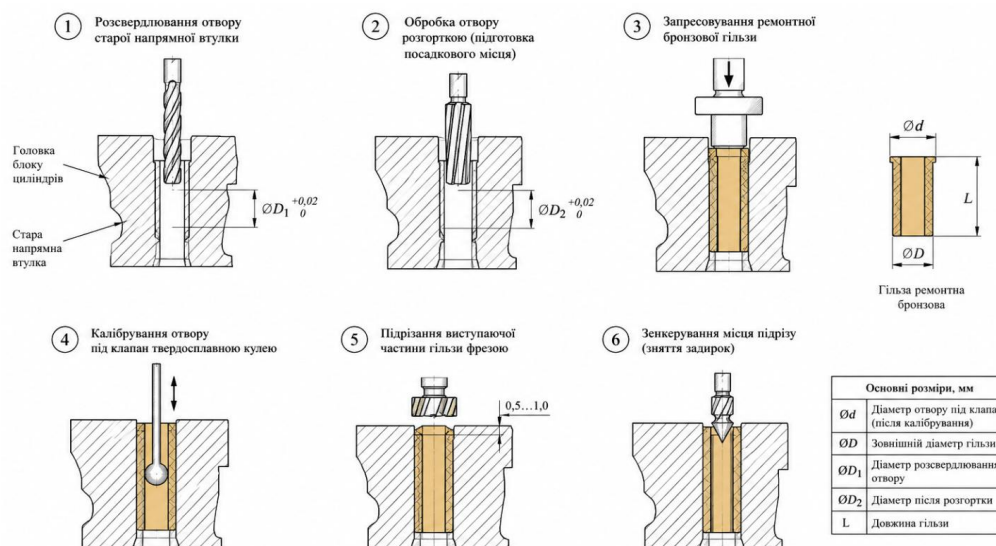 1
Розсвердлювання отвору
старої напрямної втулки
Головка
блоку
циліндрів
Стара
напрямна
втулка
ØD₁ +0,02 0
2
Обробка отвору
розгорткою (підготовка
посадкового місця)
ØD₂ +0,02 0
3
Запресовування ремонтної
бронзової гільзи
Ød
L
ØD
Гільза ремонтна
бронзова
4
Калібрування отвору
під клапан твердосплавною кулею
5
Підрізання виступаючої
частини гільзи фрезою
0,5...1,0
6
Зенкерування місця підрізу
(зняття задирок)
Основні розміри, мм
Ød Діаметр отвору під клапа
(після калібрування)
ØD Зовнішній діаметр гільзи
ØD₁ Діаметр розсвердлювання
отвору
ØD₂ Діаметр після розгортки
L Довжина гільзи